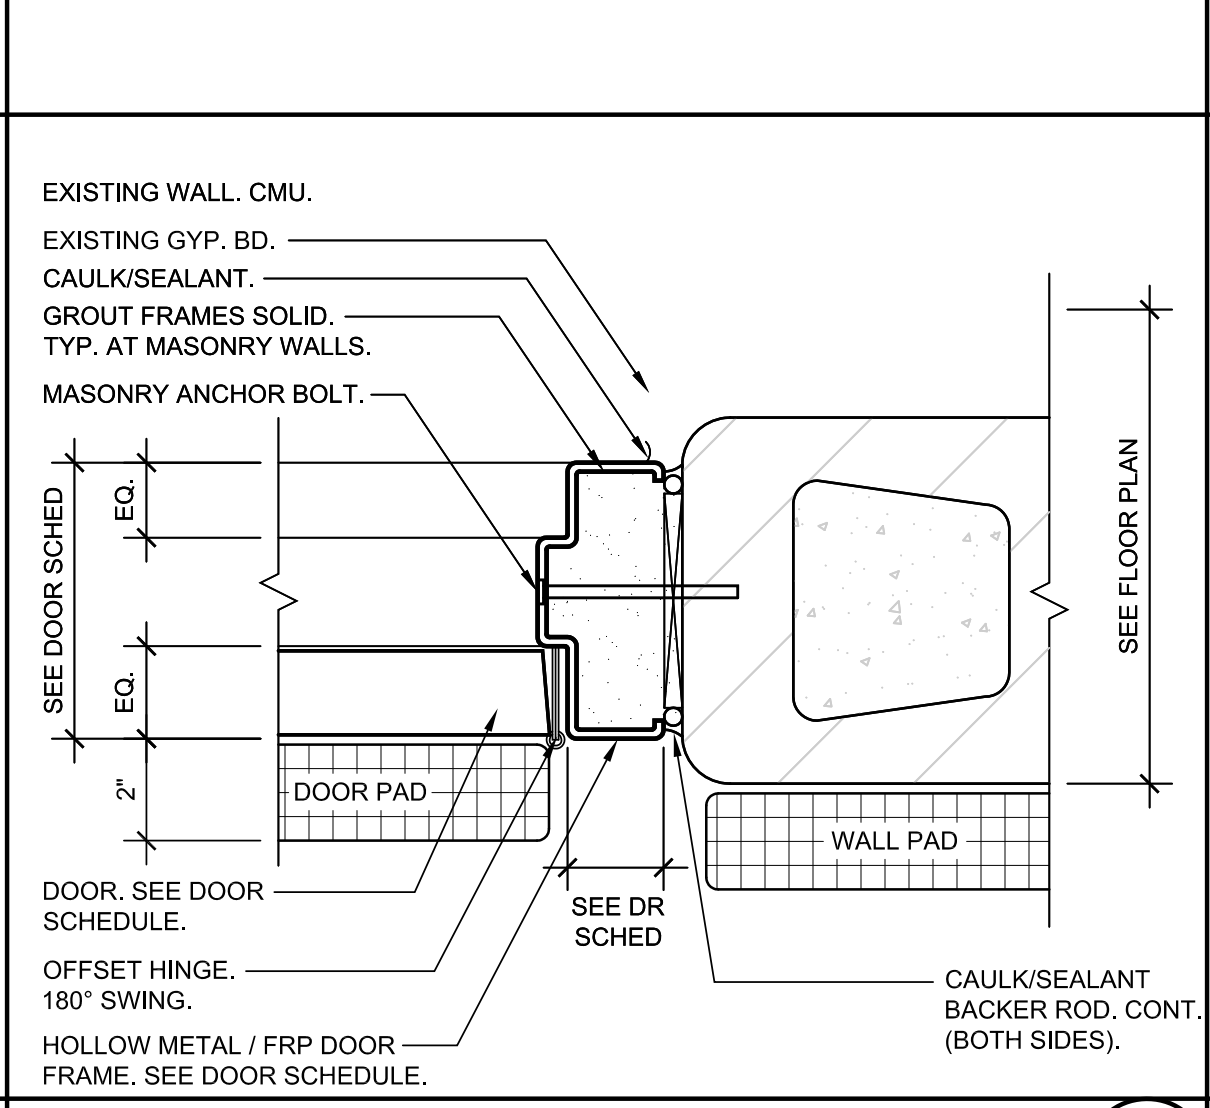 EXISTING WALL. CMU.
EXISTING GYP. BD.
CAULK/SEALANT.
GROUT FRAMES SOLID.
TYP. AT MASONRY WALLS.
MASONRY ANCHOR BOLT.
SEE DOOR SCHED
EQ.
EQ.
2"
SEE FLOOR PLAN
DOOR PAD
WALL PAD
DOOR. SEE DOOR
SCHEDULE.
SEE DR
SCHED
OFFSET HINGE.
180° SWING.
CAULK/SEALANT
BACKER ROD. CONT.
(BOTH SIDES).
HOLLOW METAL / FRP DOOR
FRAME. SEE DOOR SCHEDULE.